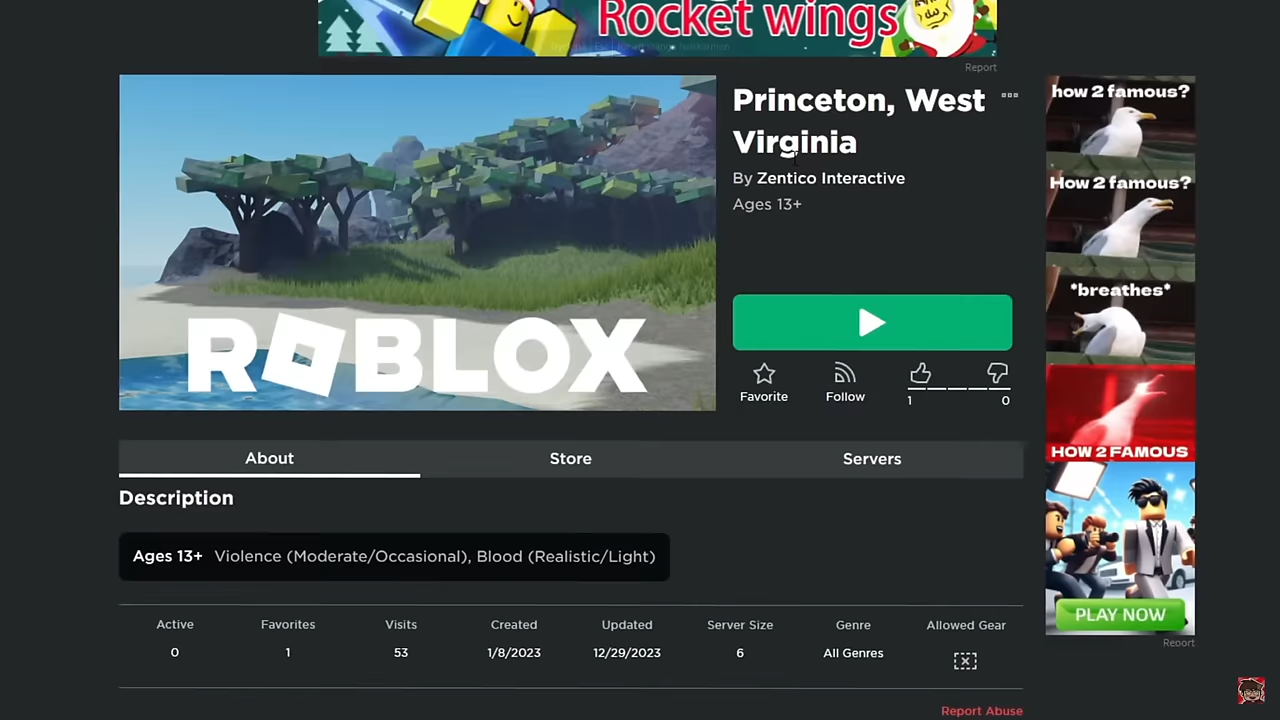 Rocket wings
Report
Princeton, West
Virginia
By Zentico Interactive
Ages 13+
ROBLOX
Favorite
Follow
1
0
how 2 famous?
How 2 famous?
*breathes*
HOW 2 FAMOUS
PLAY NOW
Report
About
Store
Servers
Description
Ages 13+ Violence (Moderate/Occasional), Blood (Realistic/Light)
Active Favorites Visits Created Updated Server Size Genre Allowed Gear
0 1 53 1/8/2023 12/29/2023 6 All Genres
Report Abuse